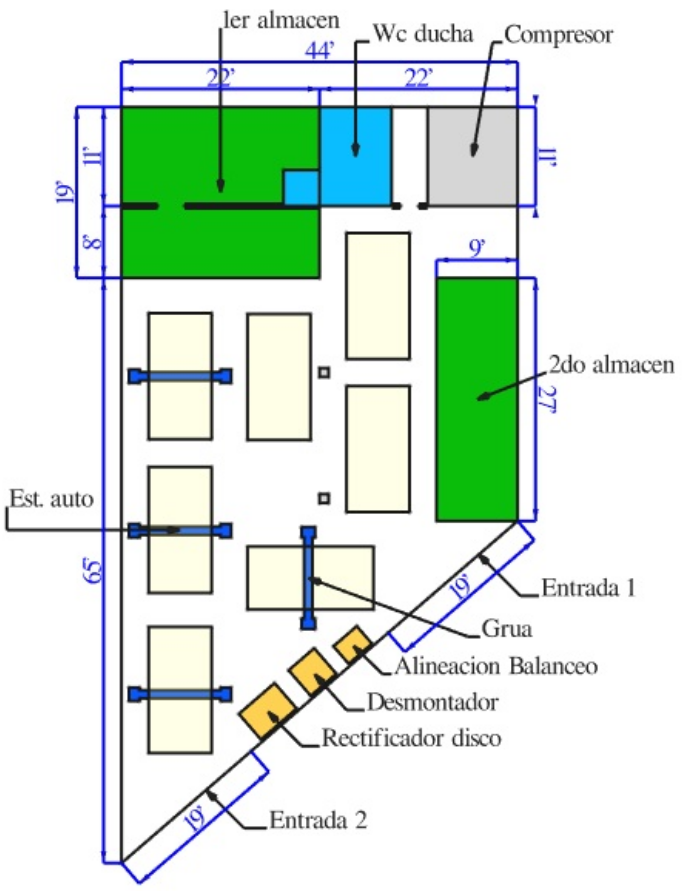 1er almacen
Wc ducha
Compresor
44'
22'
22'
11'
19'
8'
11'
9'
2do almacen
27'
Est. auto
65'
Entrada 1
19'
Grua
Alineacion Balanceo
Desmontador
Rectificador disco
Entrada 2
19'